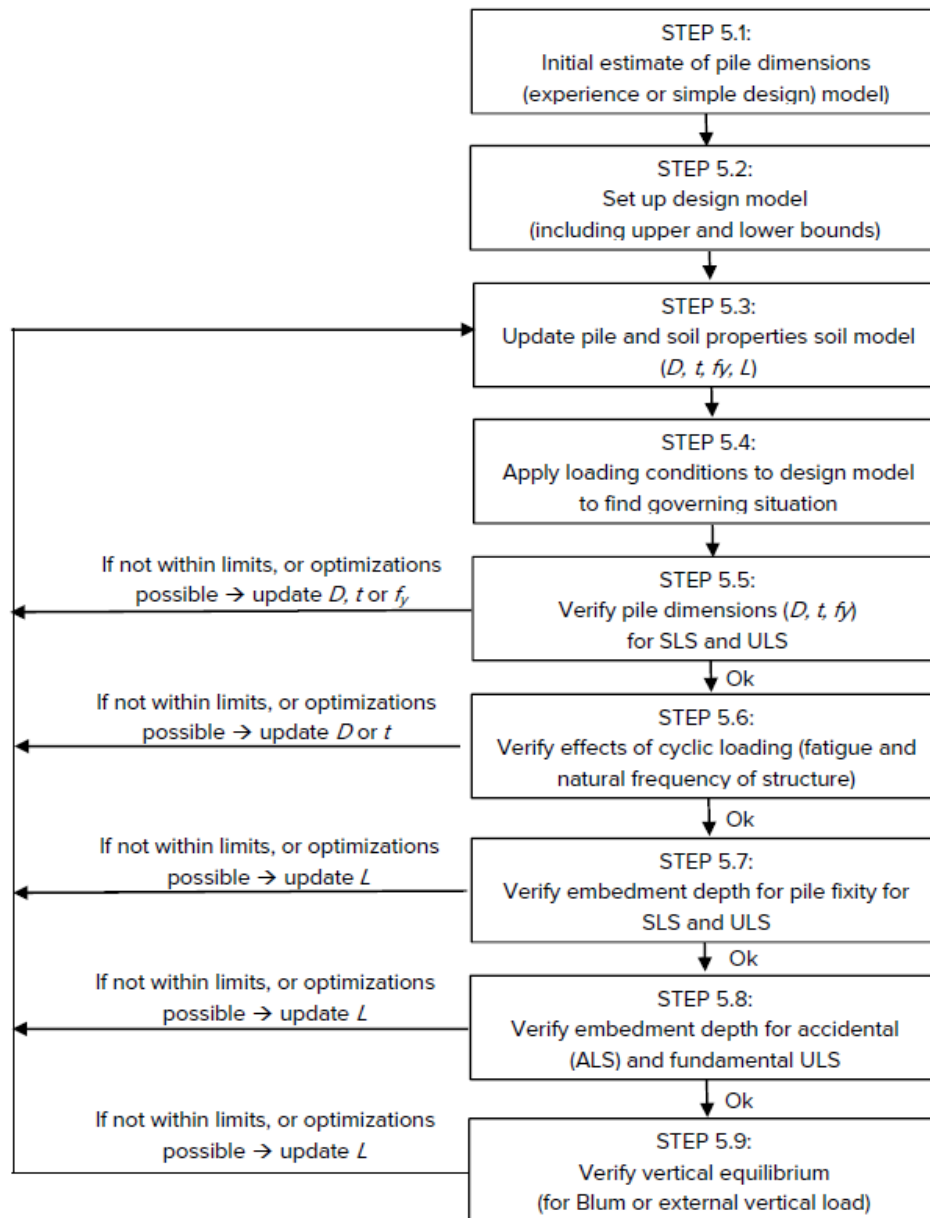 STEP 5.1:
Initial estimate of pile dimensions
(experience or simple design) model)
STEP 5.2:
Set up design model
(including upper and lower bounds)
STEP 5.3:
Update pile and soil properties soil model
(D, t, fy, L)
STEP 5.4:
Apply loading conditions to design model
to find governing situation
If not within limits, or optimizations
possible → update D, t or fy
STEP 5.5:
Verify pile dimensions (D, t, fy)
for SLS and ULS
Ok
If not within limits, or optimizations
possible → update D or t
STEP 5.6:
Verify effects of cyclic loading (fatigue and
natural frequency of structure)
Ok
If not within limits, or optimizations
possible → update L
STEP 5.7:
Verify embedment depth for pile fixity for
SLS and ULS
Ok
If not within limits, or optimizations
possible → update L
STEP 5.8:
Verify embedment depth for accidental
(ALS) and fundamental ULS
Ok
If not within limits, or optimizations
possible → update L
STEP 5.9:
Verify vertical equilibrium
(for Blum or external vertical load)